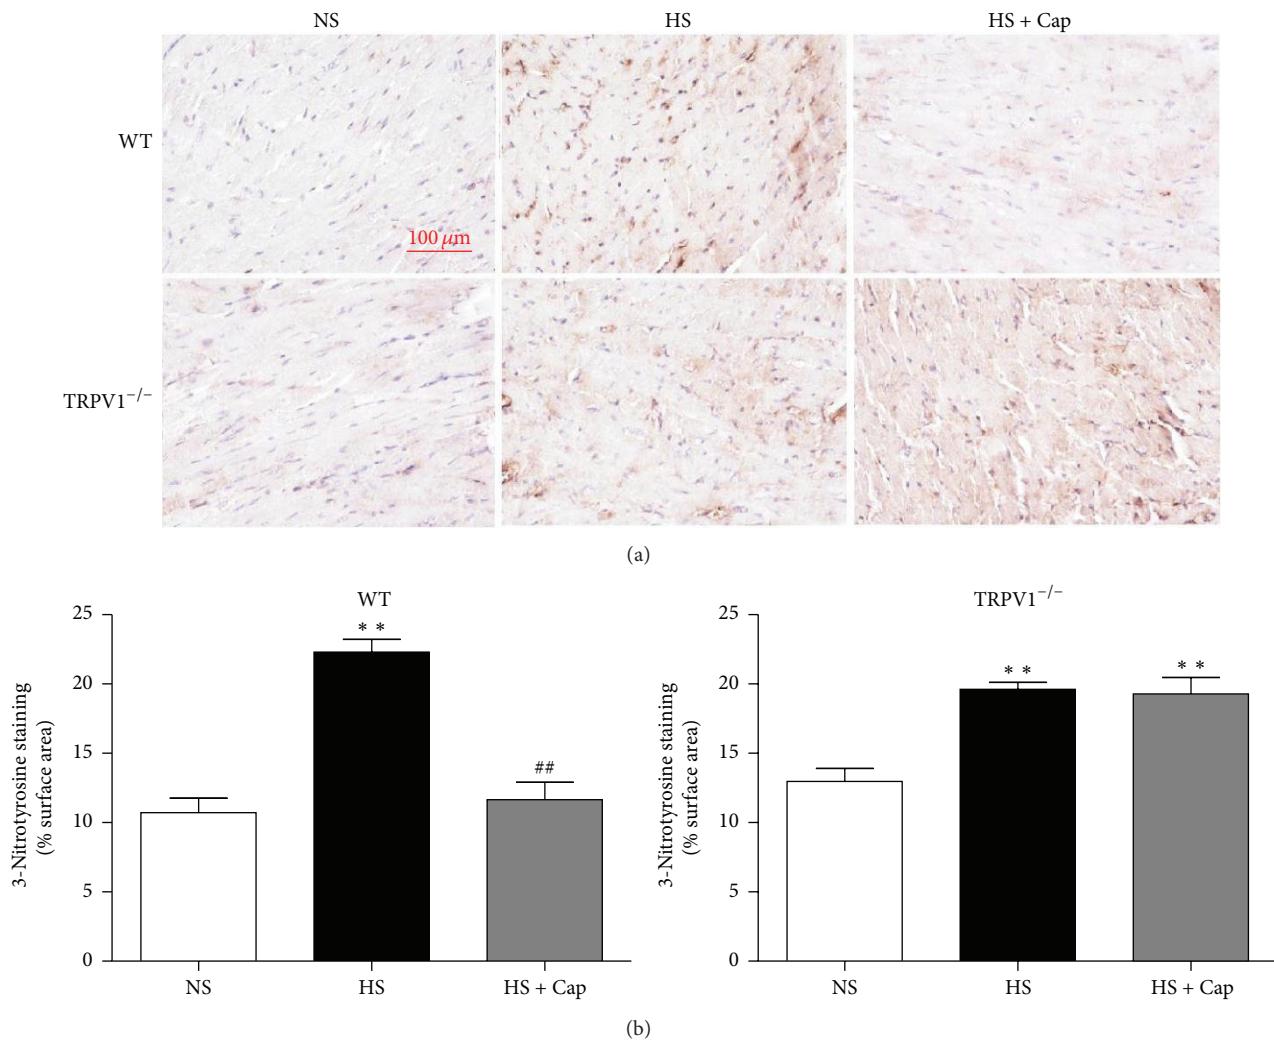 NS HS HS + Cap
WT
100 μm
TRPV1−/−
(a)
WT
25
20
15
10
5
0
3-Nitrotyrosine staining
(% surface area)
* *
##
NS HS HS + Cap
TRPV1−/−
25
20
15
10
5
0
3-Nitrotyrosine staining
(% surface area)
* *
* *
NS HS HS + Cap
(b)